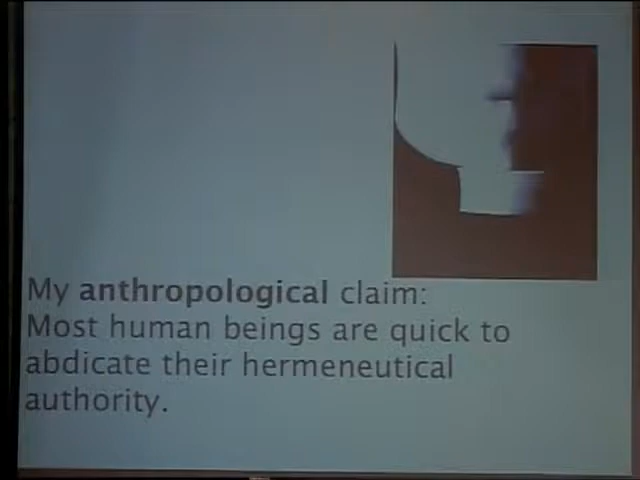 My anthropological claim:
Most human beings are quick to
abdicate their hermeneutical
authority.